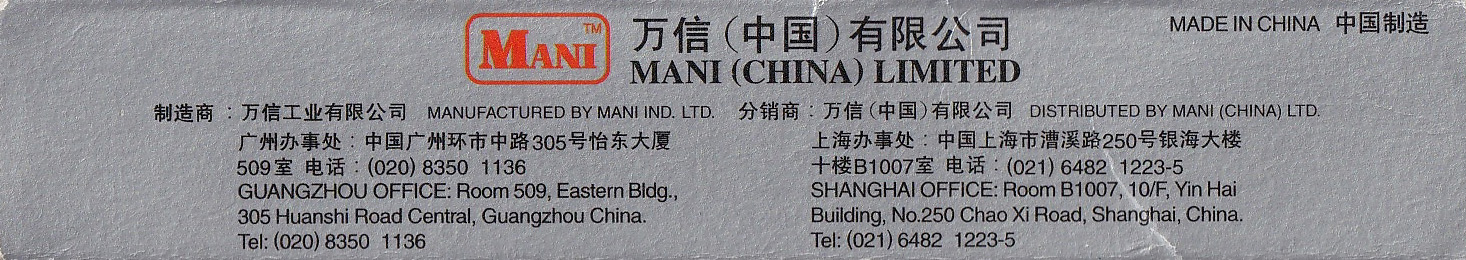 MANI™
万信(中国)有限公司
MANI (CHINA) LIMITED
MADE IN CHINA 中国制造
制造商:万信工业有限公司 MANUFACTURED BY MANI IND. LTD.
广州办事处:中国广州环市中路305号怡东大厦
509室 电话:(020) 8350 1136
GUANGZHOU OFFICE: Room 509, Eastern Bldg.,
305 Huanshi Road Central, Guangzhou China.
Tel: (020) 8350 1136
分销商:万信(中国)有限公司 DISTRIBUTED BY MANI (CHINA) LTD.
上海办事处:中国上海市漕溪路250号银海大楼
十楼B1007室 电话:(021) 6482 1223-5
SHANGHAI OFFICE: Room B1007, 10/F, Yin Hai
Building, No.250 Chao Xi Road, Shanghai, China.
Tel: (021) 6482 1223-5